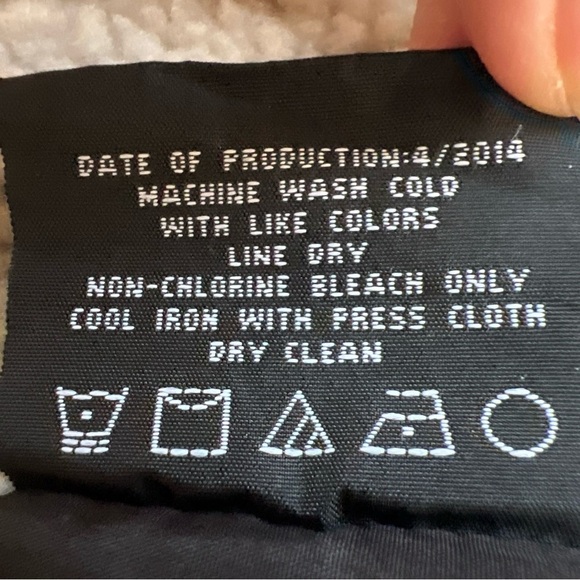 DATE OF PRODUCTION:4/2014
MACHINE WASH COLD
WITH LIKE COLORS
LINE DRY
NON-CHLORINE BLEACH ONLY
COOL IRON WITH PRESS CLOTH
DRY CLEAN